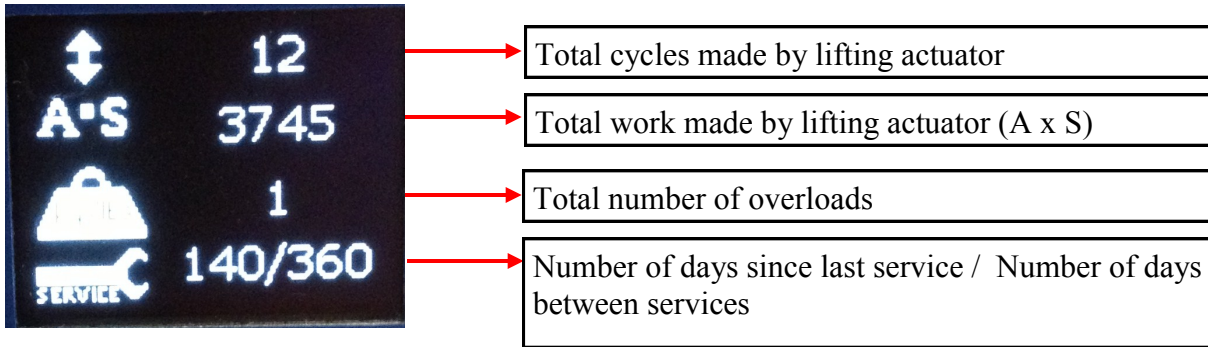 12
Total cycles made by lifting actuator
A·S 3745
Total work made by lifting actuator (A x S)
1
Total number of overloads
SERVICE 140/360
Number of days since last service /  Number of days
between services